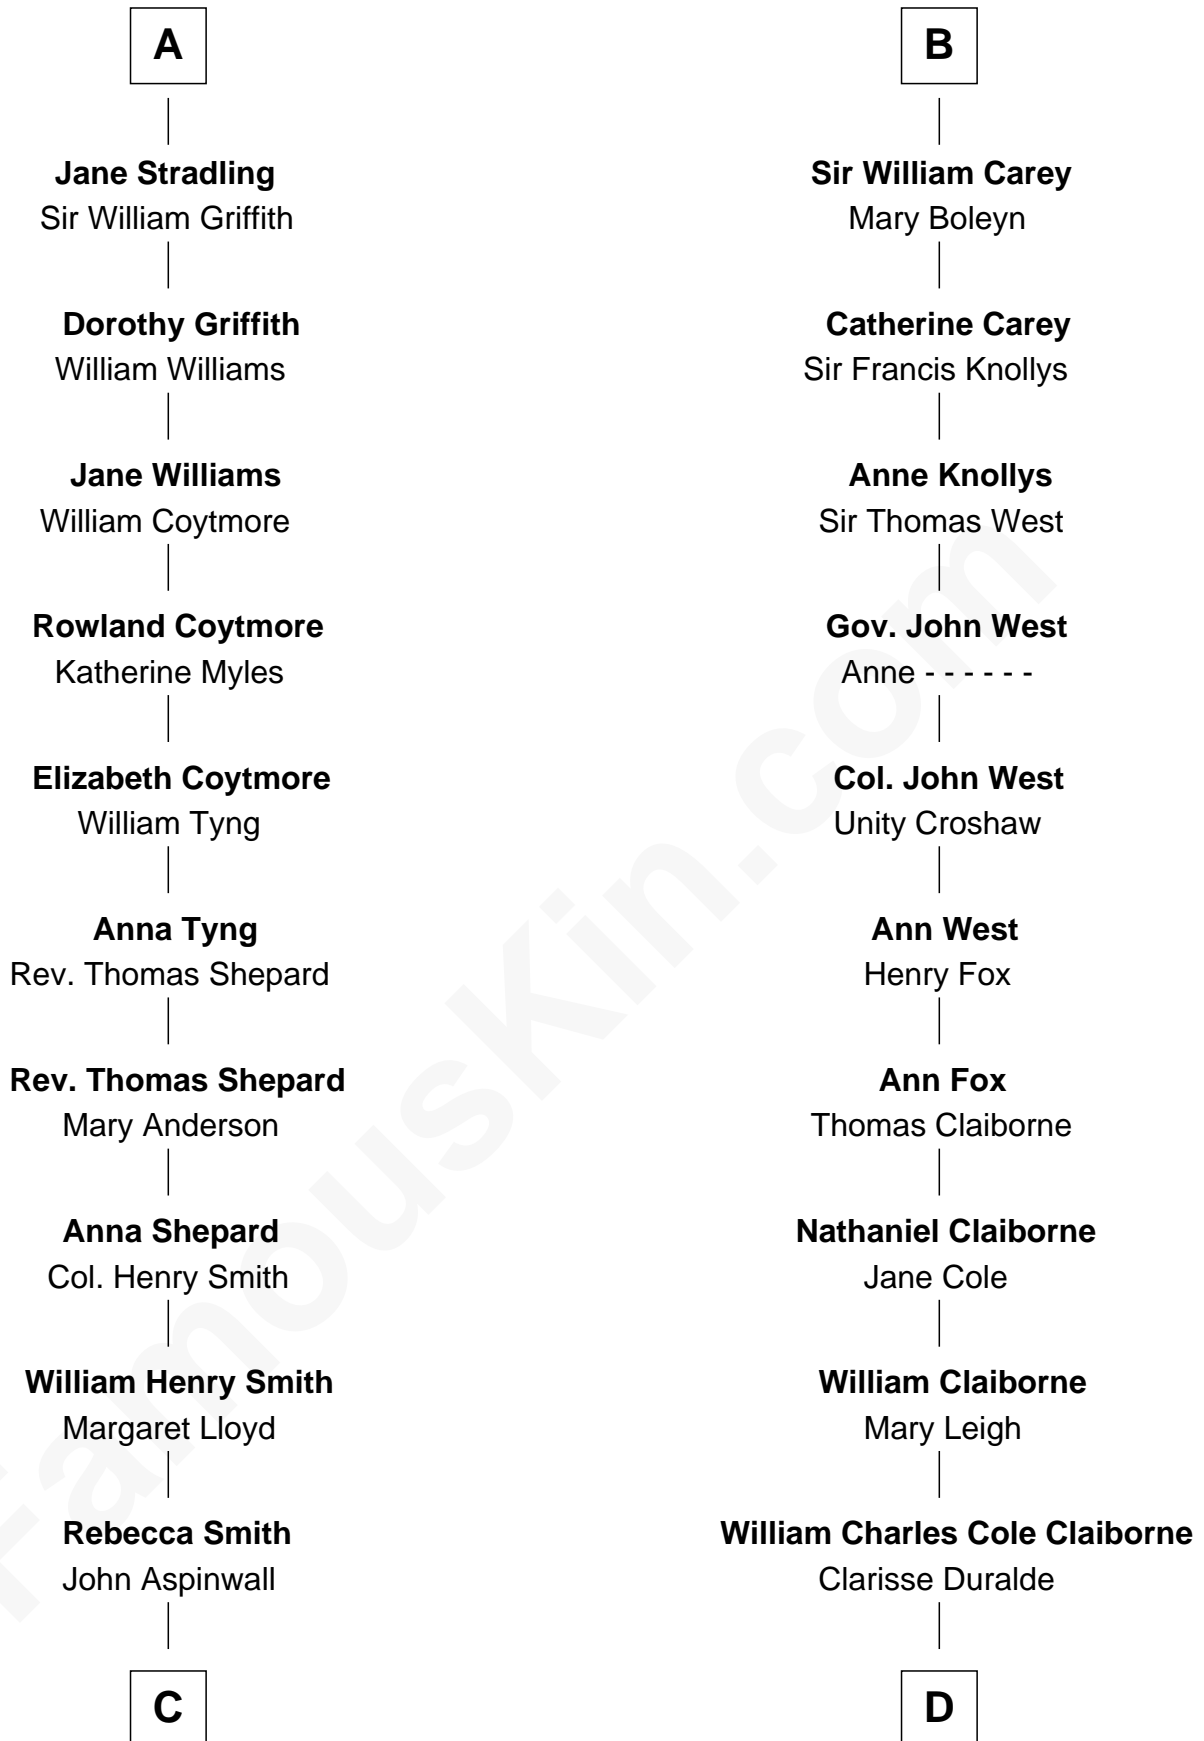 A
Jane Stradling
Sir William Griffith
Dorothy Griffith
William Williams
Jane Williams
William Coytmore
Rowland Coytmore
Katherine Myles
Elizabeth Coytmore
William Tyng
Anna Tyng
Rev. Thomas Shepard
Rev. Thomas Shepard
Mary Anderson
Anna Shepard
Col. Henry Smith
William Henry Smith
Margaret Lloyd
Rebecca Smith
John Aspinwall
C
B
Sir William Carey
Mary Boleyn
Catherine Carey
Sir Francis Knollys
Anne Knollys
Sir Thomas West
Gov. John West
Anne - - - - - -
Col. John West
Unity Croshaw
Ann West
Henry Fox
Ann Fox
Thomas Claiborne
Nathaniel Claiborne
Jane Cole
William Claiborne
Mary Leigh
William Charles Cole Claiborne
Clarisse Duralde
D
FamousKin.com